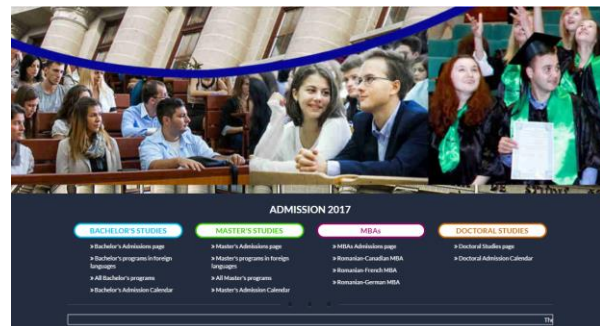 ADMISSION 2017
BACHELOR'S STUDIES
» Bachelor's Admissions page
» Bachelor's programs in foreign
languages
» All Bachelor's programs
» Bachelor's Admission Calendar
MASTER'S STUDIES
» Master's Admissions page
» Master's programs in foreign
languages
» All Master's programs
» Master's Admission Calendar
MBAs
» MBAs Admissions page
» Romanian-Canadian MBA
» Romanian-French MBA
» Romanian-German MBA
DOCTORAL STUDIES
» Doctoral Studies page
» Doctoral Admission Calendar